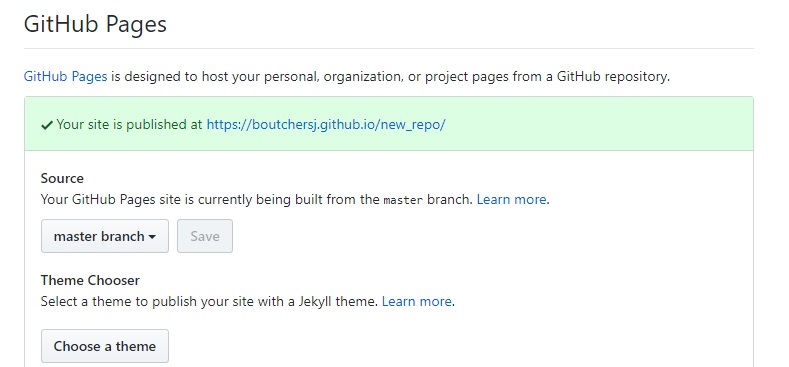 GitHub Pages
GitHub Pages is designed to host your personal, organization, or project pages from a GitHub repository.
✔ Your site is published at https://boutchersj.github.io/new_repo/
Source
Your GitHub Pages site is currently being built from the master branch. Learn more.
master branch Save
Theme Chooser
Select a theme to publish your site with a Jekyll theme. Learn more.
Choose a theme